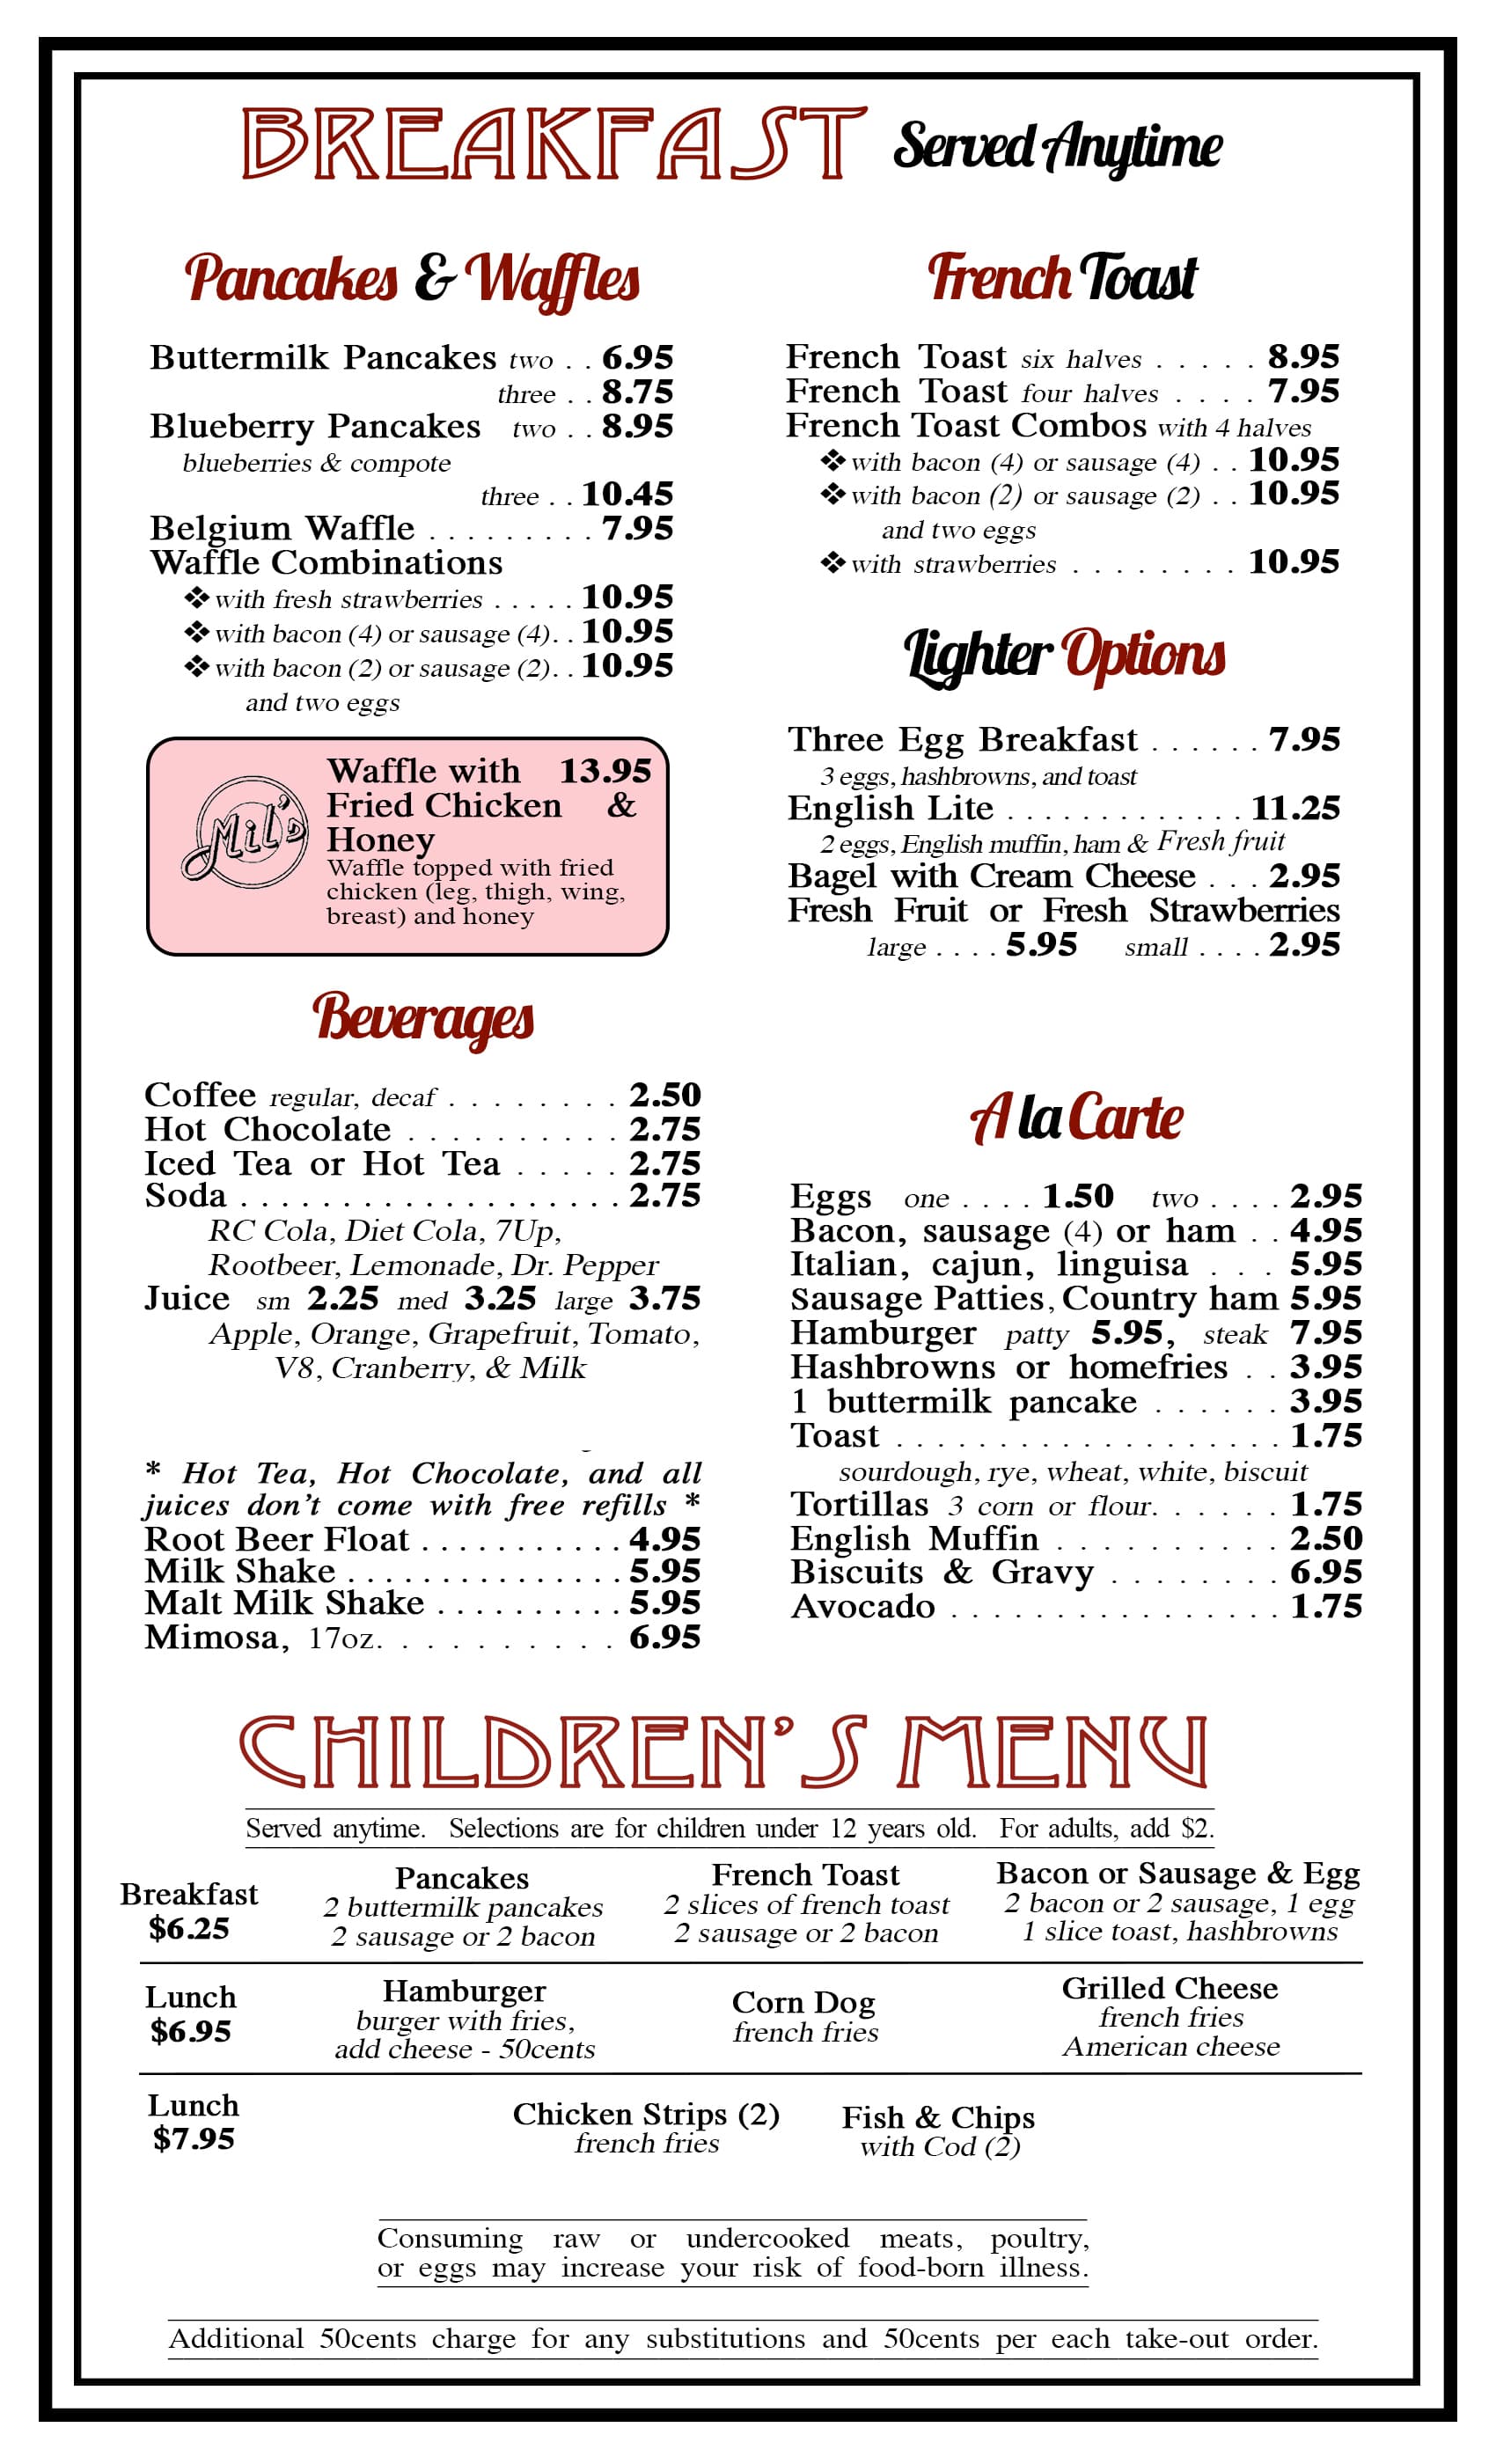 BREAKFAST Served Anytime
Pancakes & Waffles
Buttermilk Pancakes two . . 6.95
three . . 8.75
Blueberry Pancakes two . . 8.95
blueberries & compote
three . . 10.45
Belgium Waffle . . . . . . . . . 7.95
Waffle Combinations
❖ with fresh strawberries . . . . . 10.95
❖ with bacon (4) or sausage (4). . 10.95
❖ with bacon (2) or sausage (2). . 10.95
and two eggs
Mil's
Waffle with 13.95
Fried Chicken &
Honey
Waffle topped with fried
chicken (leg, thigh, wing,
breast) and honey
Beverages
Coffee regular, decaf . . . . . . . . 2.50
Hot Chocolate . . . . . . . . . . 2.75
Iced Tea or Hot Tea . . . . . 2.75
Soda . . . . . . . . . . . . . . . . . . . 2.75
RC Cola, Diet Cola, 7Up,
Rootbeer, Lemonade, Dr. Pepper
Juice sm 2.25 med 3.25 large 3.75
Apple, Orange, Grapefruit, Tomato,
V8, Cranberry, & Milk
* Hot Tea, Hot Chocolate, and all
juices don't come with free refills *
Root Beer Float . . . . . . . . . . . 4.95
Milk Shake . . . . . . . . . . . . . . . 5.95
Malt Milk Shake . . . . . . . . . . 5.95
Mimosa, 17oz. . . . . . . . . . 6.95
French Toast
French Toast six halves . . . . . 8.95
French Toast four halves . . . . 7.95
French Toast Combos with 4 halves
❖ with bacon (4) or sausage (4) . . 10.95
❖ with bacon (2) or sausage (2) . . 10.95
and two eggs
❖ with strawberries . . . . . . . . 10.95
Lighter Options
Three Egg Breakfast . . . . . . 7.95
3 eggs, hashbrowns, and toast
English Lite . . . . . . . . . . . . . 11.25
2 eggs, English muffin, ham & Fresh fruit
Bagel with Cream Cheese . . . 2.95
Fresh Fruit or Fresh Strawberries
large . . . . 5.95 small . . . . 2.95
A la Carte
Eggs one . . . . 1.50 two . . . . 2.95
Bacon, sausage (4) or ham . . 4.95
Italian, cajun, linguisa . . . 5.95
Sausage Patties, Country ham 5.95
Hamburger patty 5.95, steak 7.95
Hashbrowns or homefries . . 3.95
1 buttermilk pancake . . . . . . 3.95
Toast . . . . . . . . . . . . . . . . . . 1.75
sourdough, rye, wheat, white, biscuit
Tortillas 3 corn or flour. . . . . . 1.75
English Muffin . . . . . . . . . . 2.50
Biscuits & Gravy . . . . . . . . 6.95
Avocado . . . . . . . . . . . . . . . . 1.75
CHILDREN'S MENU
Served anytime. Selections are for children under 12 years old. For adults, add $2.
Breakfast
$6.25
Pancakes
2 buttermilk pancakes
2 sausage or 2 bacon
French Toast
2 slices of french toast
2 sausage or 2 bacon
Bacon or Sausage & Egg
2 bacon or 2 sausage, 1 egg
1 slice toast, hashbrowns
Lunch
$6.95
Hamburger
burger with fries,
add cheese - 50cents
Corn Dog
french fries
Grilled Cheese
french fries
American cheese
Lunch
$7.95
Chicken Strips (2)
french fries
Fish & Chips
with Cod (2)
Consuming raw or undercooked meats, poultry,
or eggs may increase your risk of food-born illness.
Additional 50cents charge for any substitutions and 50cents per each take-out order.